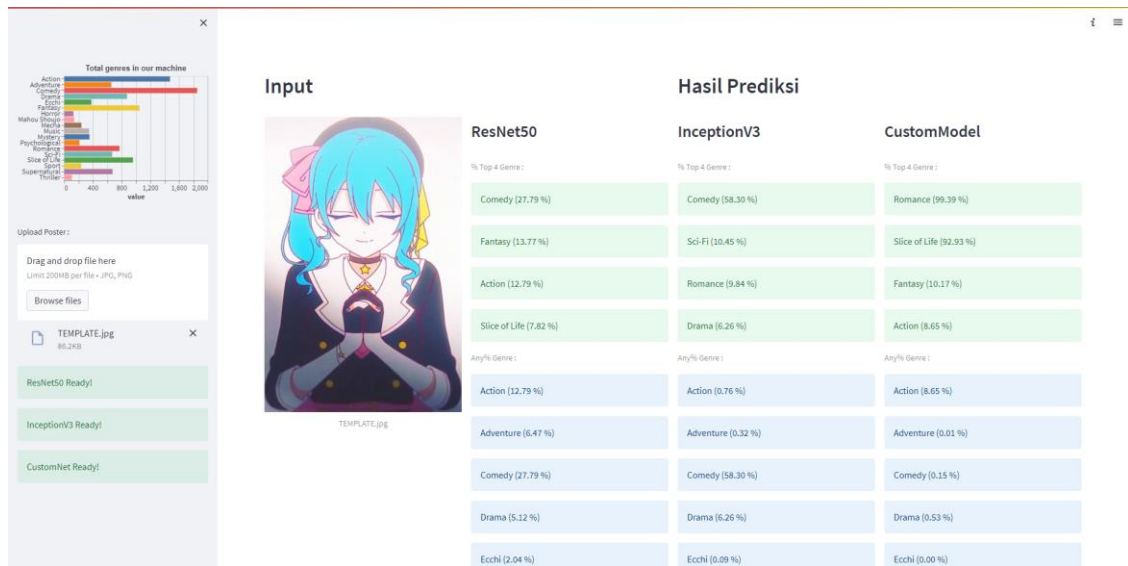 ×
Total genres in our machine
Action
Adventure
Comedy
Drama
Ecchi
Fantasy
Horror
Mahou Shoujo
Mecha
Music
Mystery
Psychological
Romance
Sci-Fi
Slice of Life
Sport
Supernatural
Thriller
0 400 800 1,200 1,600 2,000
value
Upload Poster :
Drag and drop file here
Limit 200MB per file • JPG, PNG
Browse files
TEMPLATE.jpg ×
86.2KB
ResNet50 Ready!
InceptionV3 Ready!
CustomNet Ready!
i ≡
Input
TEMPLATE.jpg
Hasil Prediksi
ResNet50
% Top 4 Genre :
Comedy (27.79 %)
Fantasy (13.77 %)
Action (12.79 %)
Slice of Life (7.82 %)
Any% Genre :
Action (12.79 %)
Adventure (6.47 %)
Comedy (27.79 %)
Drama (5.12 %)
Ecchi (2.04 %)
InceptionV3
% Top 4 Genre :
Comedy (58.30 %)
Sci-Fi (10.45 %)
Romance (9.84 %)
Drama (6.26 %)
Any% Genre :
Action (0.76 %)
Adventure (0.32 %)
Comedy (58.30 %)
Drama (6.26 %)
Ecchi (0.09 %)
CustomModel
% Top 4 Genre :
Romance (99.39 %)
Slice of Life (92.93 %)
Fantasy (10.17 %)
Action (8.65 %)
Any% Genre :
Action (8.65 %)
Adventure (0.01 %)
Comedy (0.15 %)
Drama (0.53 %)
Ecchi (0.00 %)